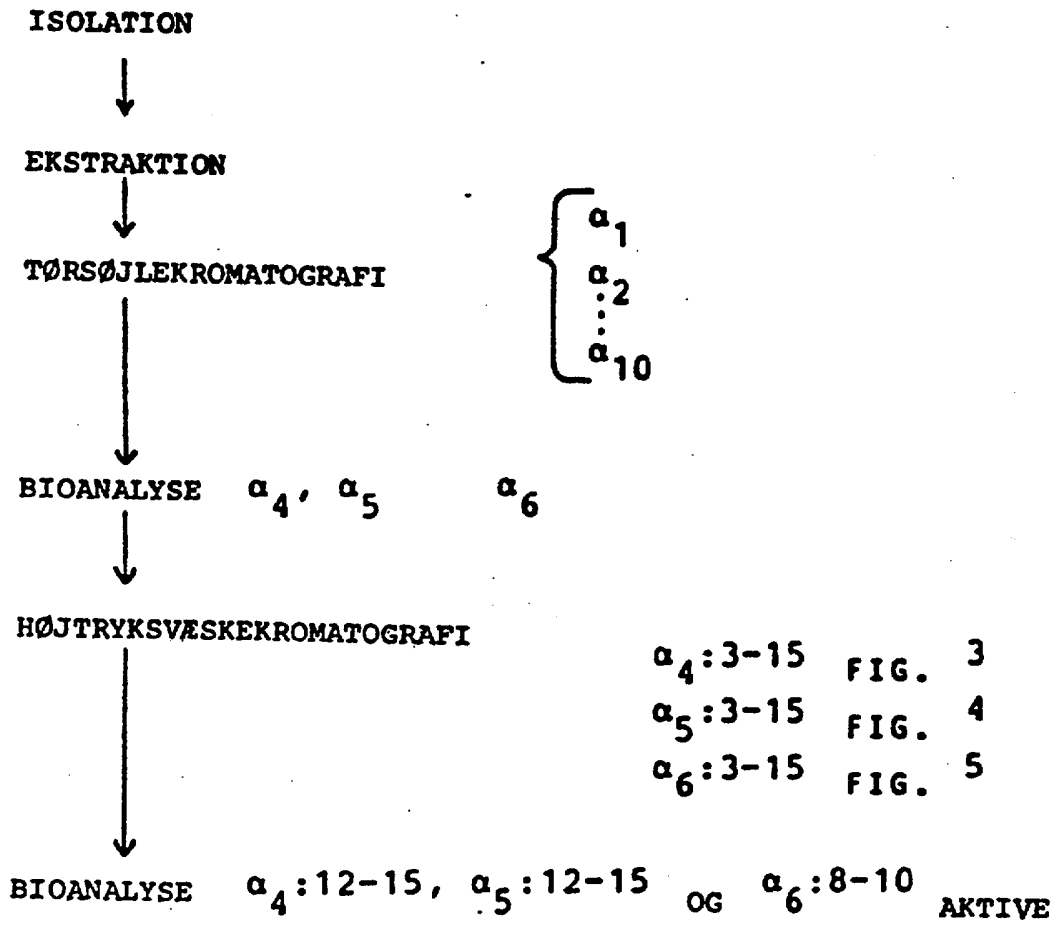 ISOLATION
EKSTRAKTION
α₁
TØRSØJLEKROMATOGRAFI
α₂
α₁₀
BIOANALYSE α₄, α₅ α₆
HØJTRYKSVÆSKEKROMATOGRAFI
α₄:3-15 FIG. 3
α₅:3-15 FIG. 4
α₆:3-15 FIG. 5
BIOANALYSE α₄:12-15, α₅:12-15 OG α₆:8-10 AKTIVE